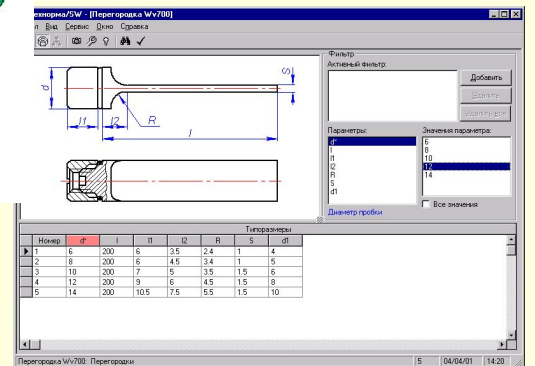 ехнорма/SW - [Перегородка Wv700]
л Вид Сервис Окно Справка
Фильтр
Активный фильтр:
Добавить
Удалить
Удалить все
Параметры:
d*
l
l1
l2
R
S
d1
Значения параметра:
6
8
10
12
14
Все значения
Диаметр пробки
d
S
l1
l2
R
l
Типоразмеры
Номер d* l l1 l2 R S d1
1 6 200 6 3.5 2.4 1 4
2 8 200 6 4.5 3.4 1 5
3 10 200 7 5 3.5 1.5 6
4 12 200 9 6 4.5 1.5 8
5 14 200 10.5 7.5 5.5 1.5 10
Перегородка Wv700: Перегородки 5 04/04/01 14:20